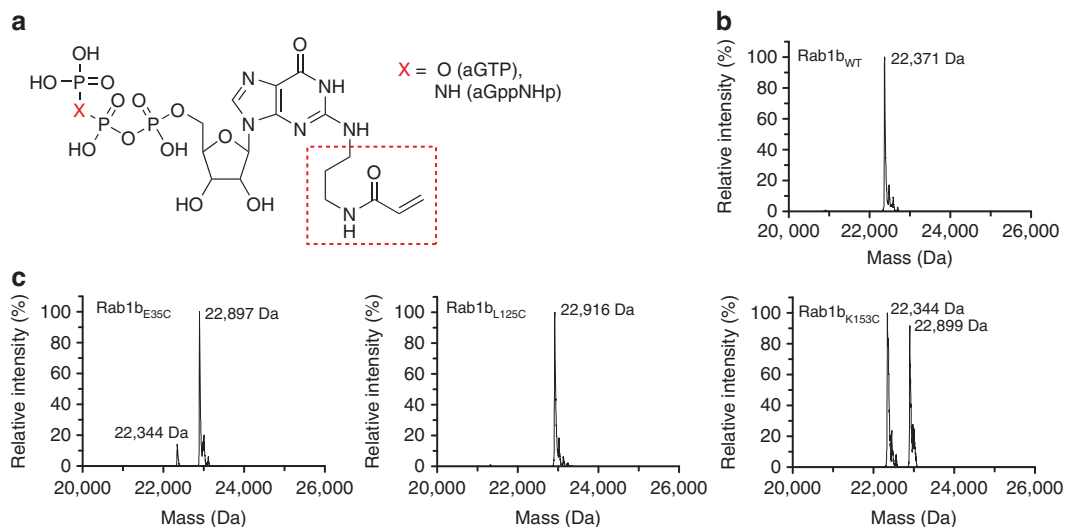 a
OH
HO P O
X O O
P O P O
HO OH
O
N NH
N N NH
O
HO OH
O
N
H
X = O (aGTP),
NH (aGppNHp)
b
Relative intensity (%)
Rab1bWT
22,371 Da
100
80
60
40
20
0
20, 000 22,000 24,000 26,000
Mass (Da)
c
Relative intensity (%)
Rab1bE35C
22,897 Da
22,344 Da
100
80
60
40
20
0
20,000 22,000 24,000 26,000
Mass (Da)
Relative intensity (%)
Rab1bL125C
22,916 Da
100
80
60
40
20
0
20,000 22,000 24,000 26,000
Mass (Da)
Relative intensity (%)
Rab1bK153C
22,344 Da
22,899 Da
100
80
60
40
20
0
20, 000 22,000 24,000 26,000
Mass (Da)